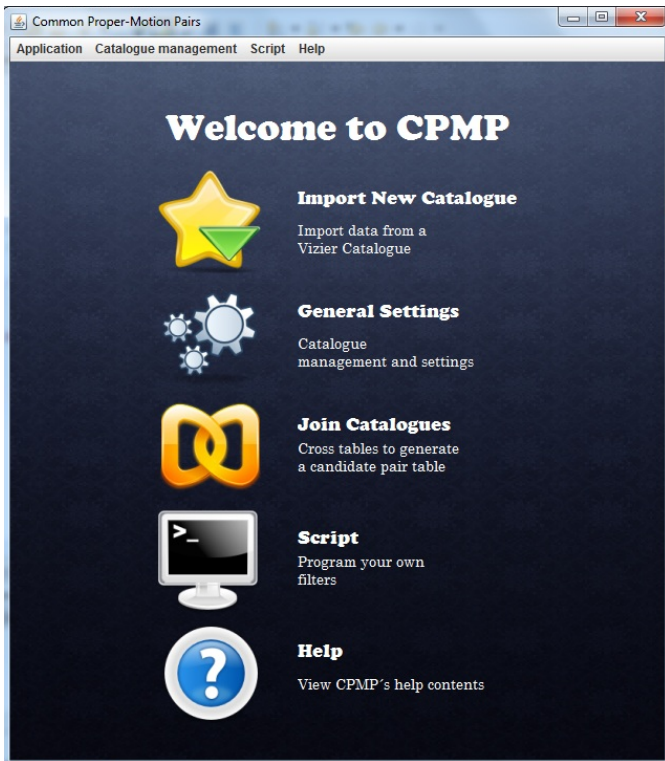 Common Proper-Motion Pairs
Application Catalogue management Script Help
Welcome to CPMP
Import New Catalogue
Import data from a
Vizier Catalogue
General Settings
Catalogue
management and settings
Join Catalogues
Cross tables to generate
a candidate pair table
>_
Script
Program your own
filters
?
Help
View CPMP´s help contents